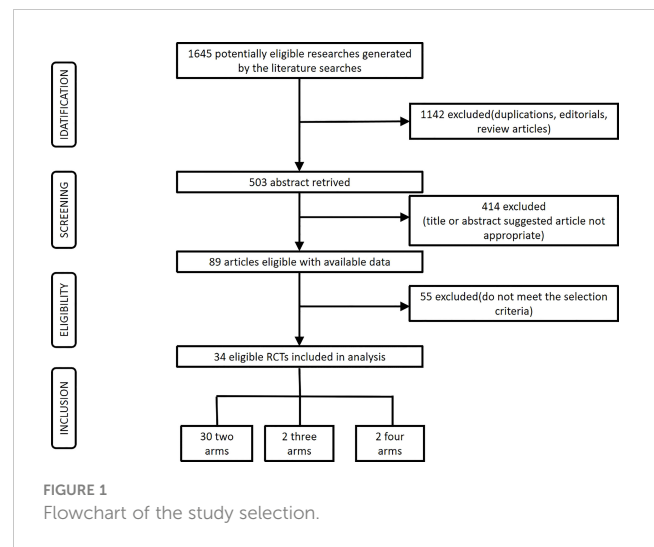 1645 potentially eligible researches generated
by the literature searches
IDATIFICATION
1142 excluded(duplications, editorials,
review articles)
503 abstract retrived
SCREENING
414 excluded
(title or abstract suggested article not
appropriate)
89 articles eligible with available data
ELIGIBILITY
55 excluded(do not meet the selection
criteria)
34 eligible RCTs included in analysis
INCLUSION
30 two
arms
2 three
arms
2 four
arms
FIGURE 1
Flowchart of the study selection.